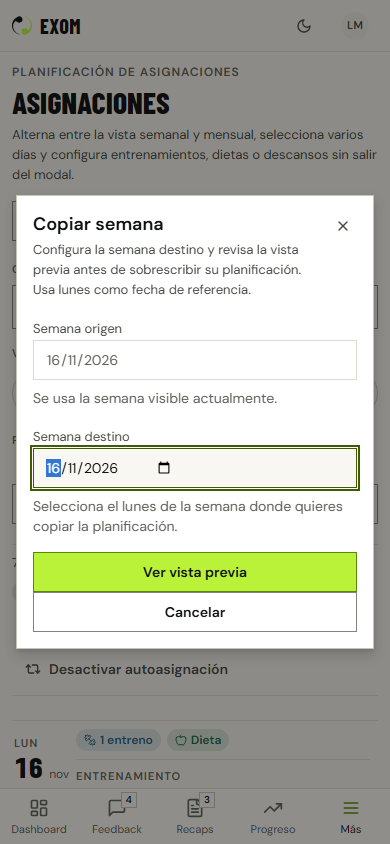 EXOM
LM
PLANIFICACIÓN DE ASIGNACIONES
ASIGNACIONES
Alterna entre la vista semanal y mensual, selecciona varios
días y configura entrenamientos, dietas o descansos sin salir
del modal.
Copiar semana
Configura la semana destino y revisa la vista
previa antes de sobrescribir su planificación.
Usa lunes como fecha de referencia.
Semana origen
16/11/2026
Se usa la semana visible actualmente.
Semana destino
16/11/2026
Selecciona el lunes de la semana donde quieres
copiar la planificación.
Ver vista previa
Cancelar
Desactivar autoasignación
LUN
16 nov
1 entreno
Dieta
ENTRENAMIENTO
4
3
Dashboard
Feedback
Recaps
Progreso
Más